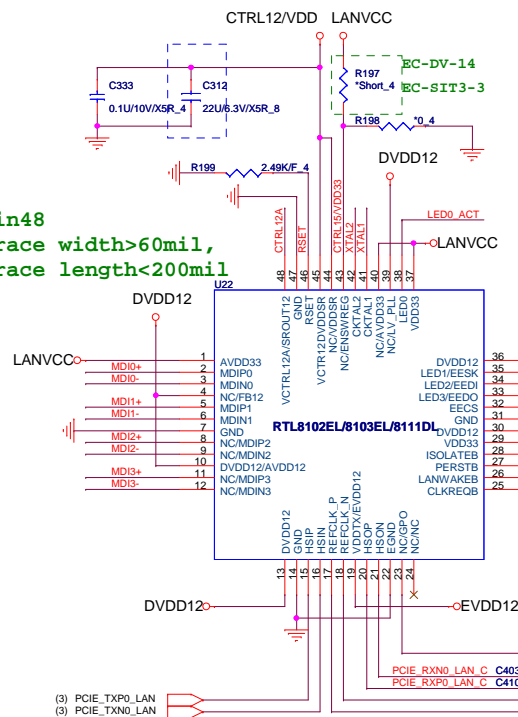 CTRL12/VDD LANVCC
EC-DV-14
EC-SIT3-3
R197
*Short_4
C333
0.1U/10V/X5R_4
C312
22U/6.3V/X5R_8
R198 *0_4
R199 2.49K/F_4
DVDD12
in48
race width>60mil,
race length<200mil
CTRL12A
RSET
CTRL15/VDD33
XTAL2
XTAL1
LED0_ACT
LANVCC
48 47 46 45 44 43 42 41 40 39 38 37
DVDD12
U22
VCTRL12A/SROUT12
GND
RSET
VCTR12DVDDSR
NC/VDDSR
NC/ENSWREG
CKTAL2
CKTAL1
NC/AVDD33
NC/LV_PLL
LED0
VDD33
LANVCC
MDI0+
MDI0-
MDI1+
MDI1-
MDI2+
MDI2-
MDI3+
MDI3-
1 AVDD33
2 MDIP0
3 MDIN0
4 NC/FB12
5 MDIP1
6 MDIN1
7 GND
8 NC/MDIP2
9 NC/MDIN2
10 DVDD12/AVDD12
11 NC/MDIP3
12 NC/MDIN3
RTL8102EL/8103EL/8111DL
DVDD12 36
LED1/EESK 35
LED2/EEDI 34
LED3/EEDO 33
EECS 32
GND 31
DVDD12 30
VDD33 29
ISOLATEB 28
PERSTB 27
LANWAKEB 26
CLKREQB 25
DVDD12
GND
HSIP
HSIN
REFCLK_P
REFCLK_N
VDDTX/EVDD12
HSOP
HSON
EGND
NC/GPO
NC/NC
13 14 15 16 17 18 19 20 21 22 23 24
DVDD12
EVDD12
PCIE_RXN0_LAN_C C403
PCIE_RXP0_LAN_C C410
(3) PCIE_TXP0_LAN
(3) PCIE_TXN0_LAN